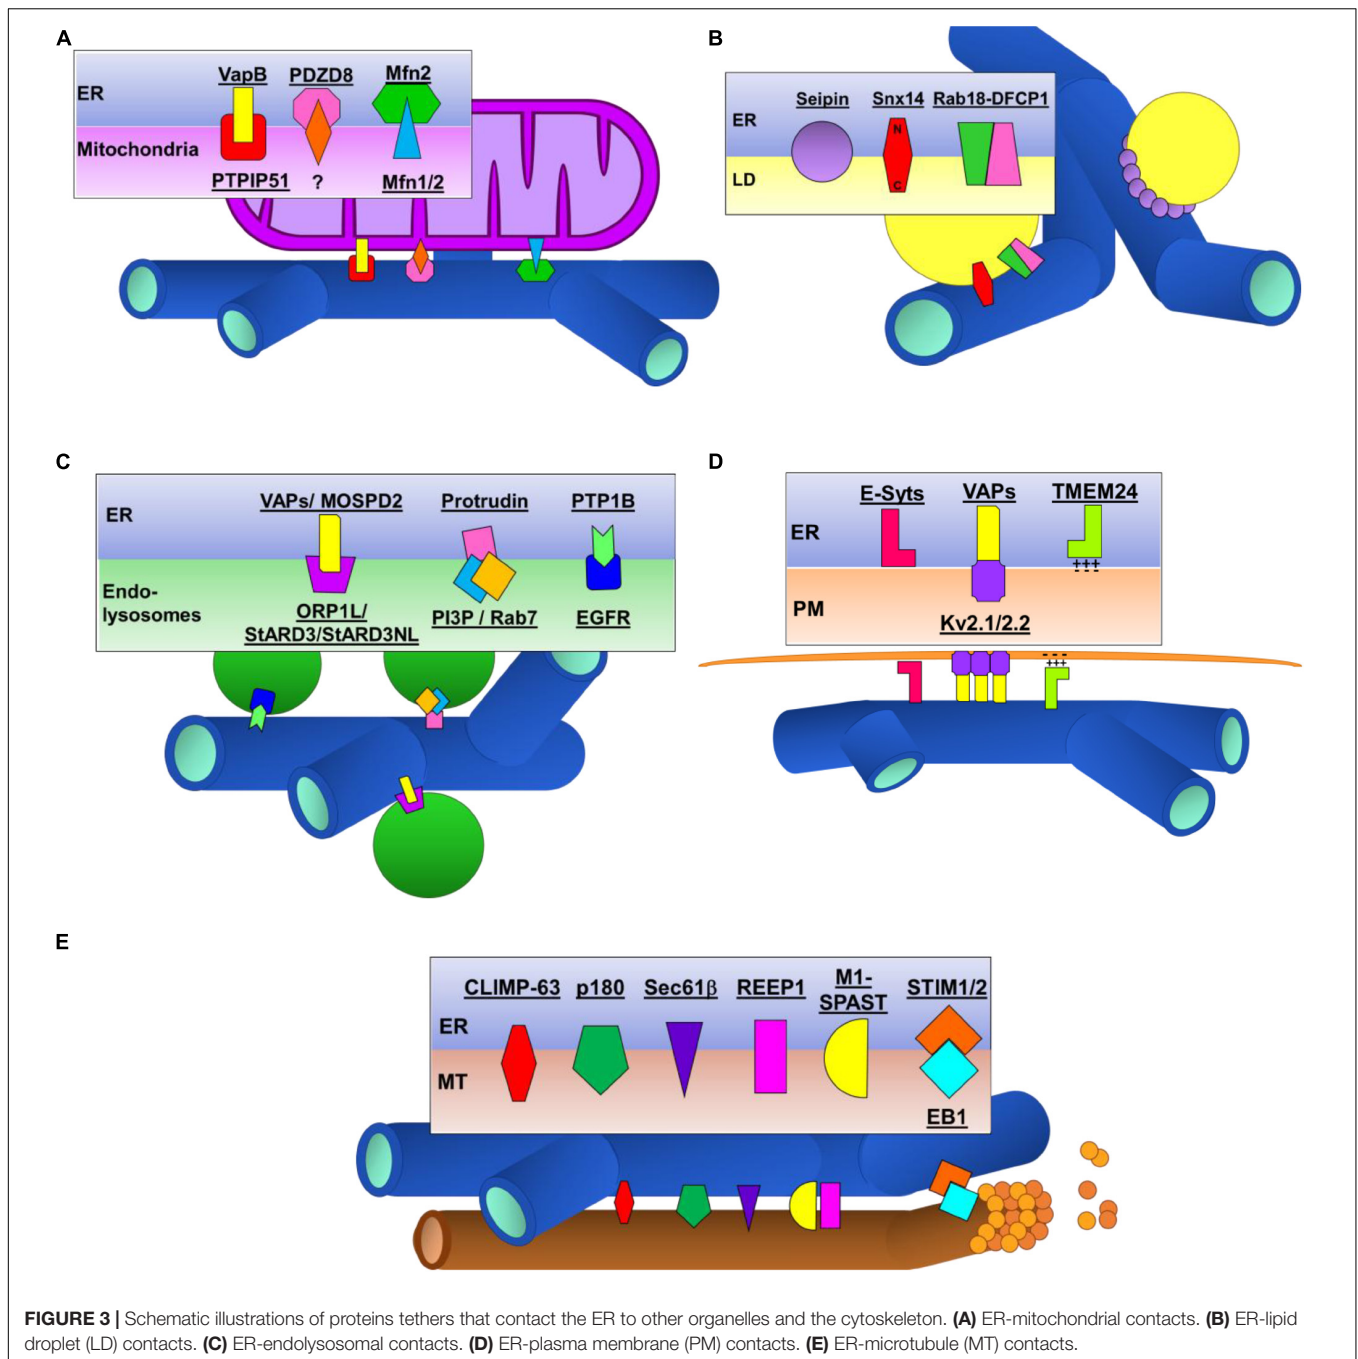 A
VapB PDZD8 Mfn2
ER
Mitochondria
PTPIP51 ? Mfn1/2
B
Seipin Snx14 Rab18-DFCP1
ER
N
LD
C
C
VAPs/ MOSPD2 Protrudin PTP1B
ER
Endo-
lysosomes
ORP1L/
StARD3/StARD3NL
PI3P / Rab7 EGFR
D
E-Syts VAPs TMEM24
ER
+++
- - -
PM
Kv2.1/2.2
- - -
+++
E
CLIMP-63 p180 Sec61β REEP1 M1-
SPAST STIM1/2
ER
MT
EB1
FIGURE 3 | Schematic illustrations of proteins tethers that contact the ER to other organelles and the cytoskeleton. (A) ER-mitochondrial contacts. (B) ER-lipid
droplet (LD) contacts. (C) ER-endolysosomal contacts. (D) ER-plasma membrane (PM) contacts. (E) ER-microtubule (MT) contacts.